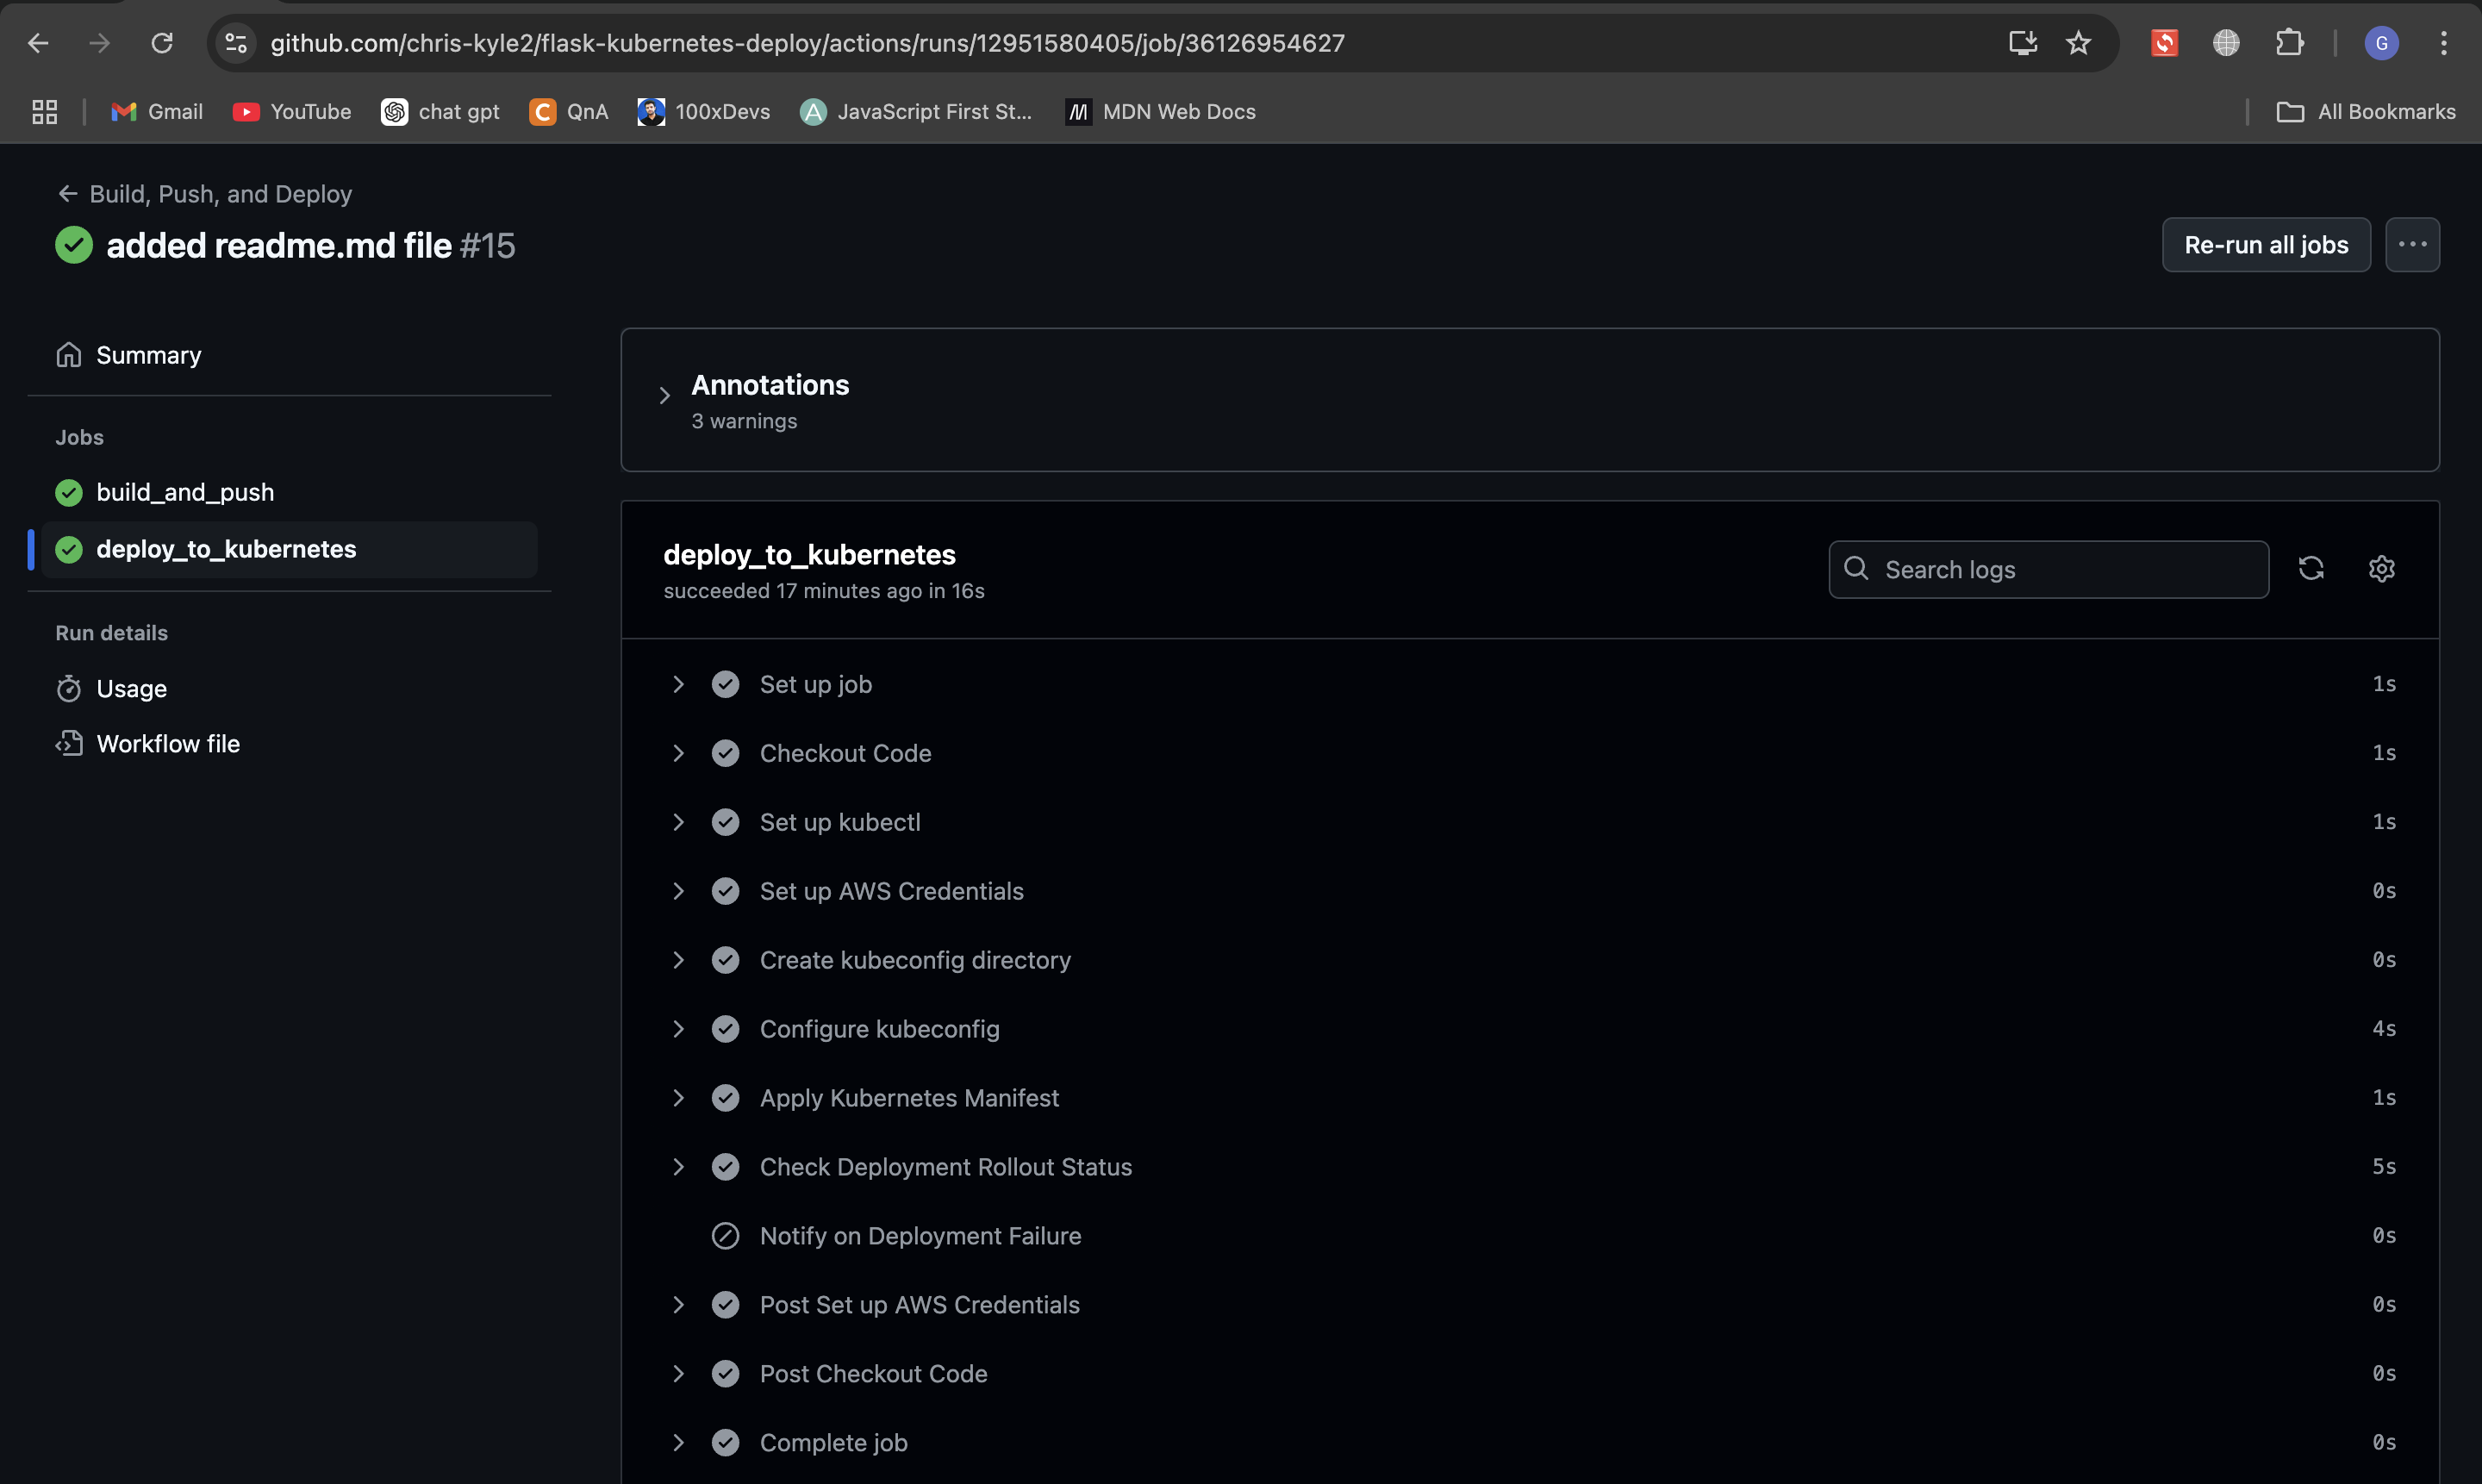 github.com/chris-kyle2/flask-kubernetes-deploy/actions/runs/12951580405/job/36126954627
G
Gmail YouTube chat gpt QnA 100xDevs JavaScript First St... MDN Web Docs All Bookmarks
Build, Push, and Deploy
added readme.md file #15
Re-run all jobs
Summary
Jobs
build_and_push
deploy_to_kubernetes
Run details
Usage
Workflow file
Annotations
3 warnings
deploy_to_kubernetes
succeeded 17 minutes ago in 16s
Search logs
Set up job 1s
Checkout Code 1s
Set up kubectl 1s
Set up AWS Credentials 0s
Create kubeconfig directory 0s
Configure kubeconfig 4s
Apply Kubernetes Manifest 1s
Check Deployment Rollout Status 5s
Notify on Deployment Failure 0s
Post Set up AWS Credentials 0s
Post Checkout Code 0s
Complete job 0s